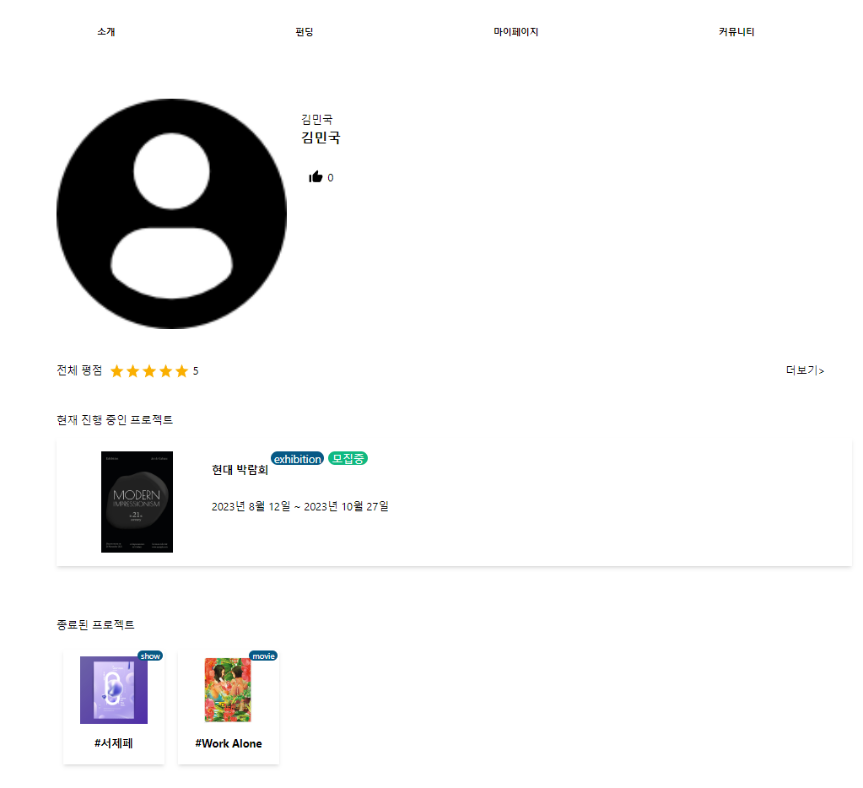 소개 펀딩 마이페이지 커뮤니티
김민국
김민국
0
전체 평점 5 더보기>
현재 진행 중인 프로젝트
현대 박람회 exhibition 모집중
2023년 8월 12일 ~ 2023년 10월 27일
MODERN
IMPRESSIONISM
종료된 프로젝트
show
movie
#서제페
#Work Alone